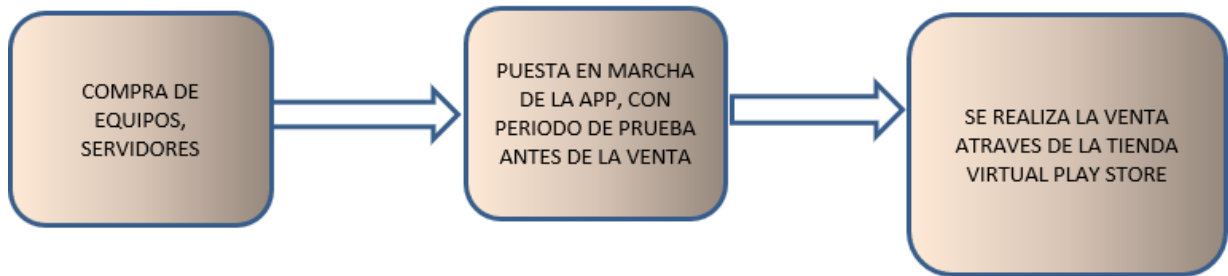 COMPRA DE
EQUIPOS,
SERVIDORES
PUESTA EN MARCHA
DE LA APP, CON
PERIODO DE PRUEBA
ANTES DE LA VENTA
SE REALIZA LA VENTA
ATRAVES DE LA TIENDA
VIRTUAL PLAY STORE